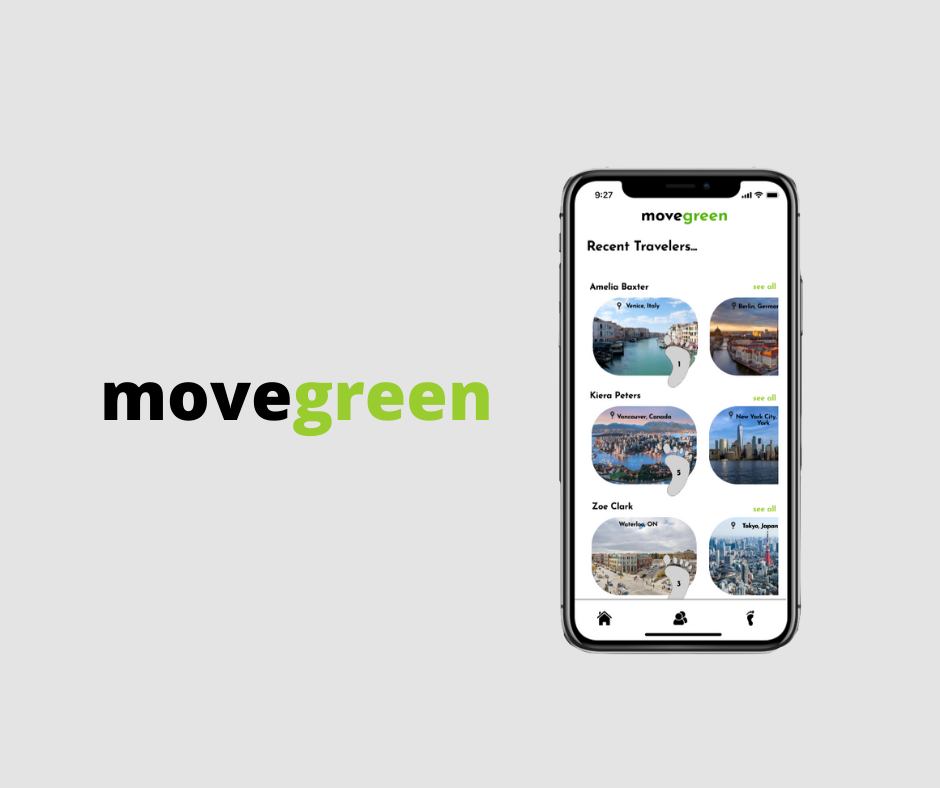 movegreen
9:27
movegreen
Recent Travelers...
Amelia Baxter
see all
Venice, Italy
Berlin, German
1
Kiera Peters
see all
Vancouver, Canada
New York City,
York
5
Zoe Clark
see all
Waterloo, ON
Tokyo, Japan
3